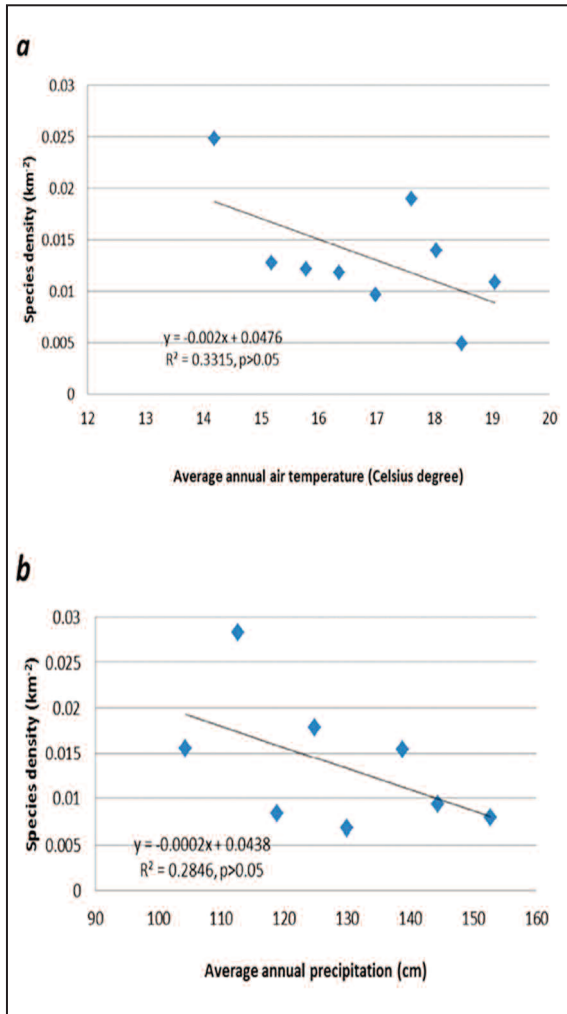 a
0.03
0.025
0.02
0.015
0.01
0.005
0
Species density (km⁻²)
y = -0.002x + 0.0476
R² = 0.3315, p>0.05
12 13 14 15 16 17 18 19 20
Average annual air temperature (Celsius degree)
b
0.03
0.025
0.02
0.015
0.01
0.005
0
Species density (km⁻²)
y = -0.0002x + 0.0438
R² = 0.2846, p>0.05
90 100 110 120 130 140 150 160
Average annual precipitation (cm)